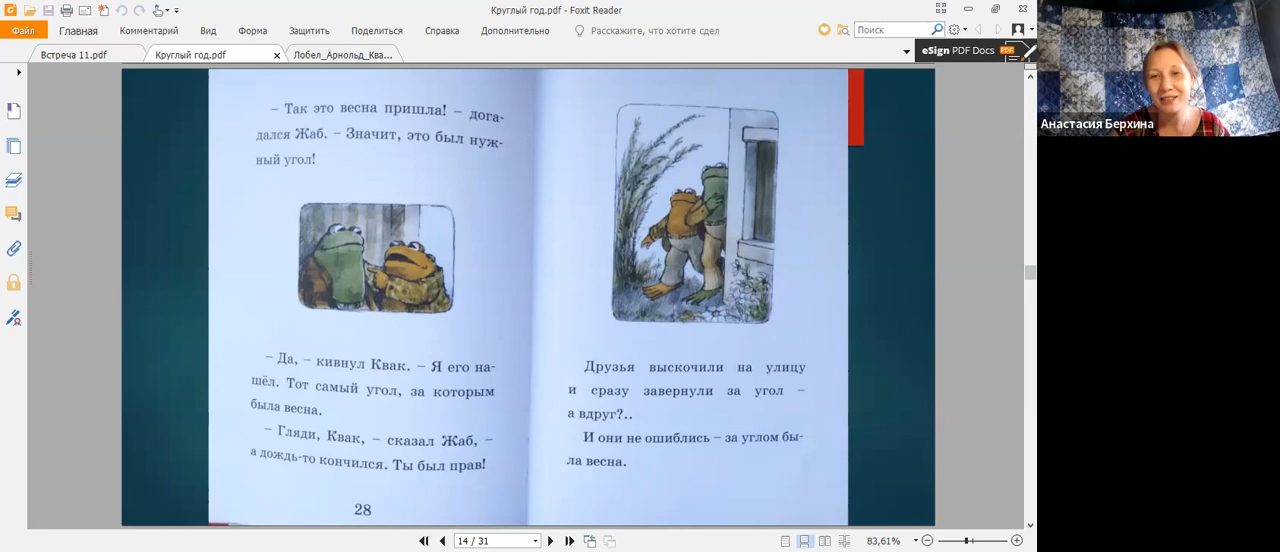 Круглый год.pdf - Foxit Reader
Файл Главная Комментарий Вид Форма Защитить Поделиться Справка Дополнительно Расскажите, что хотите сдел Поиск
Встреча 11.pdf Круглый год.pdf Лобел_Арнольд_Ква... eSign PDF Docs
Анастасия Берхина
– Так это весна пришла! – дога-
дался Жаб. – Значит, это был нуж-
ный угол!
– Да, – кивнул Квак. – Я его на-
шёл. Тот самый угол, за которым
была весна.
– Гляди, Квак, – сказал Жаб, –
а дождь-то кончился. Ты был прав!
28
Друзья выскочили на улицу
и сразу завернули за угол –
а вдруг?..
И они не ошиблись – за углом бы-
ла весна.
14 / 31 83,61%